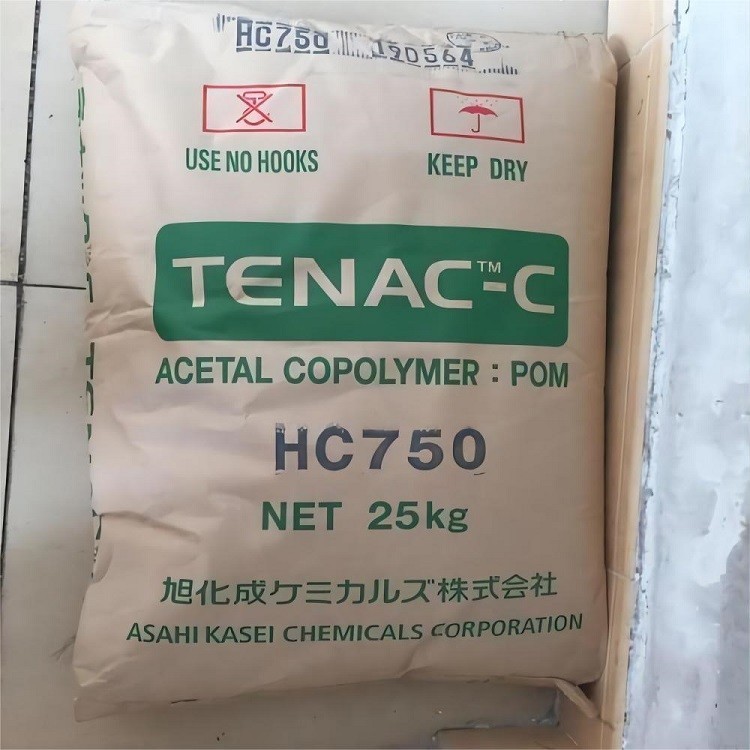 HC750 190564
USE NO HOOKS
KEEP DRY
TENAC™-C
ACETAL COPOLYMER : POM
HC750
NET 25kg
旭化成ケミカルズ株式会社
ASAHI KASEI CHEMICALS CORPORATION